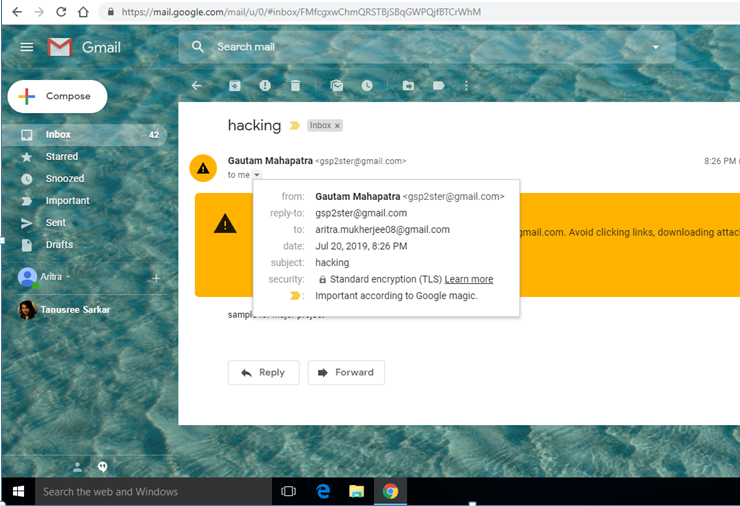 https://mail.google.com/mail/u/0/#inbox/FMfcgxwChmQRSTBjSBqGWPQjfBTCrWhM
Gmail
Search mail
Compose
Inbox 42
Starred
Snoozed
Important
Sent
Drafts
Aritra
Tanusree Sarkar
hacking Inbox x
Gautam Mahapatra <gsp2ster@gmail.com> 8:26 PM
to me
from: Gautam Mahapatra <gsp2ster@gmail.com>
reply-to: gsp2ster@gmail.com
to: aritra.mukherjee08@gmail.com
date: Jul 20, 2019, 8:26 PM
subject: hacking
security: Standard encryption (TLS) Learn more
: Important according to Google magic.
gmail.com. Avoid clicking links, downloading attac
sample for major project
Reply Forward
Search the web and Windows